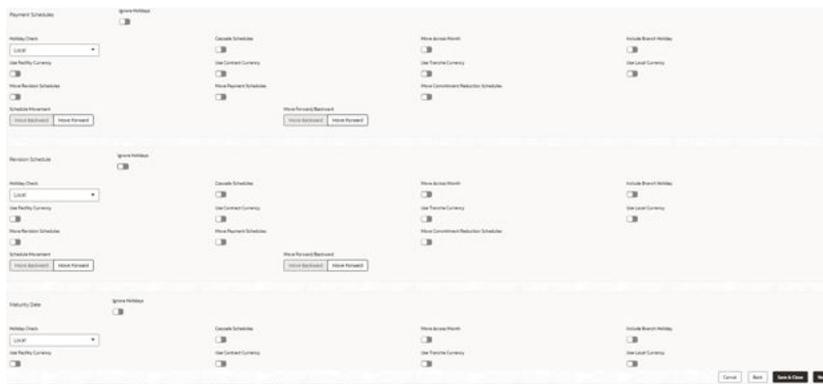 Payment Schedules Ignore Holidays
Holiday Check Cascade Schedules Move Across Month Include Branch Holiday
Local
Use Facility Currency Use Contract Currency Use Tranche Currency Use Local Currency
Move Revision Schedules Move Payment Schedules Move Commitment Reduction Schedules
Schedule Movement Move Forward/Backward
Move Backward Move Forward Move Backward Move Forward
Revision Schedule Ignore Holidays
Holiday Check Cascade Schedules Move Across Month Include Branch Holiday
Local
Use Facility Currency Use Contract Currency Use Tranche Currency Use Local Currency
Move Revision Schedules Move Payment Schedules Move Commitment Reduction Schedules
Schedule Movement Move Forward/Backward
Move Backward Move Forward Move Backward Move Forward
Maturity Date Ignore Holidays
Holiday Check Cascade Schedules Move Across Month Include Branch Holiday
Local
Use Facility Currency Use Contract Currency Use Tranche Currency Use Local Currency
Cancel Back Save & Close